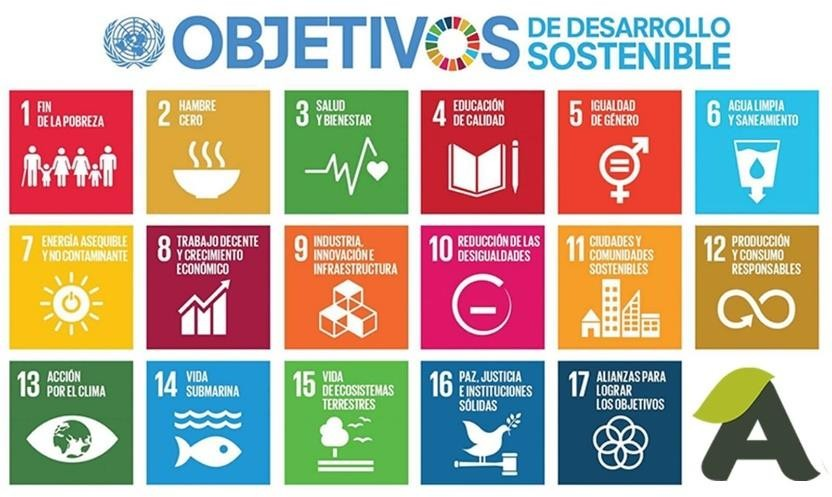 OBJETIVOS
DE DESARROLLO
SOSTENIBLE
1 FIN
DE LA POBREZA
2 HAMBRE
CERO
3 SALUD
Y BIENESTAR
4 EDUCACIÓN
DE CALIDAD
5 IGUALDAD
DE GÉNERO
6 AGUA LIMPIA
Y SANEAMIENTO
7 ENERGÍA ASEQUIBLE
Y NO CONTAMINANTE
8 TRABAJO DECENTE
Y CRECIMIENTO
ECONÓMICO
9 INDUSTRIA,
INNOVACIÓN E
INFRAESTRUCTURA
10 REDUCCIÓN DE LAS
DESIGUALDADES
11 CIUDADES Y
COMUNIDADES
SOSTENIBLES
12 PRODUCCIÓN
Y CONSUMO
RESPONSABLES
13 ACCIÓN
POR EL CLIMA
14 VIDA
SUBMARINA
15 VIDA
DE ECOSISTEMAS
TERRESTRES
16 PAZ, JUSTICIA
E INSTITUCIONES
SÓLIDAS
17 ALIANZAS PARA
LOGRAR
LOS OBJETIVOS
A